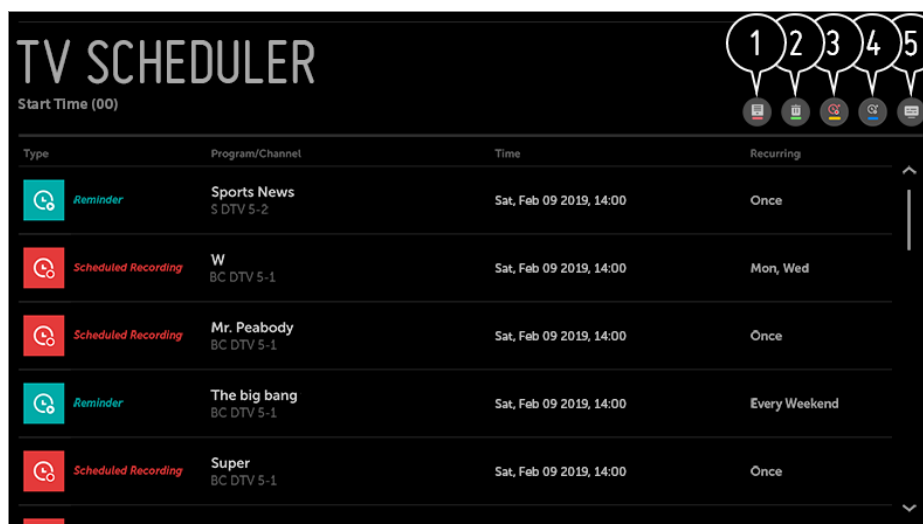 1 2 3 4 5
TV SCHEDULER
Start Time (00)
Type Program/Channel Time Recurring
Reminder Sports News Sat, Feb 09 2019, 14:00 Once
S DTV 5-2
Scheduled Recording W Sat, Feb 09 2019, 14:00 Mon, Wed
BC DTV 5-1
Scheduled Recording Mr. Peabody Sat, Feb 09 2019, 14:00 Once
BC DTV 5-1
Reminder The big bang Sat, Feb 09 2019, 14:00 Every Weekend
BC DTV 5-1
Scheduled Recording Super Sat, Feb 09 2019, 14:00 Once
BC DTV 5-1